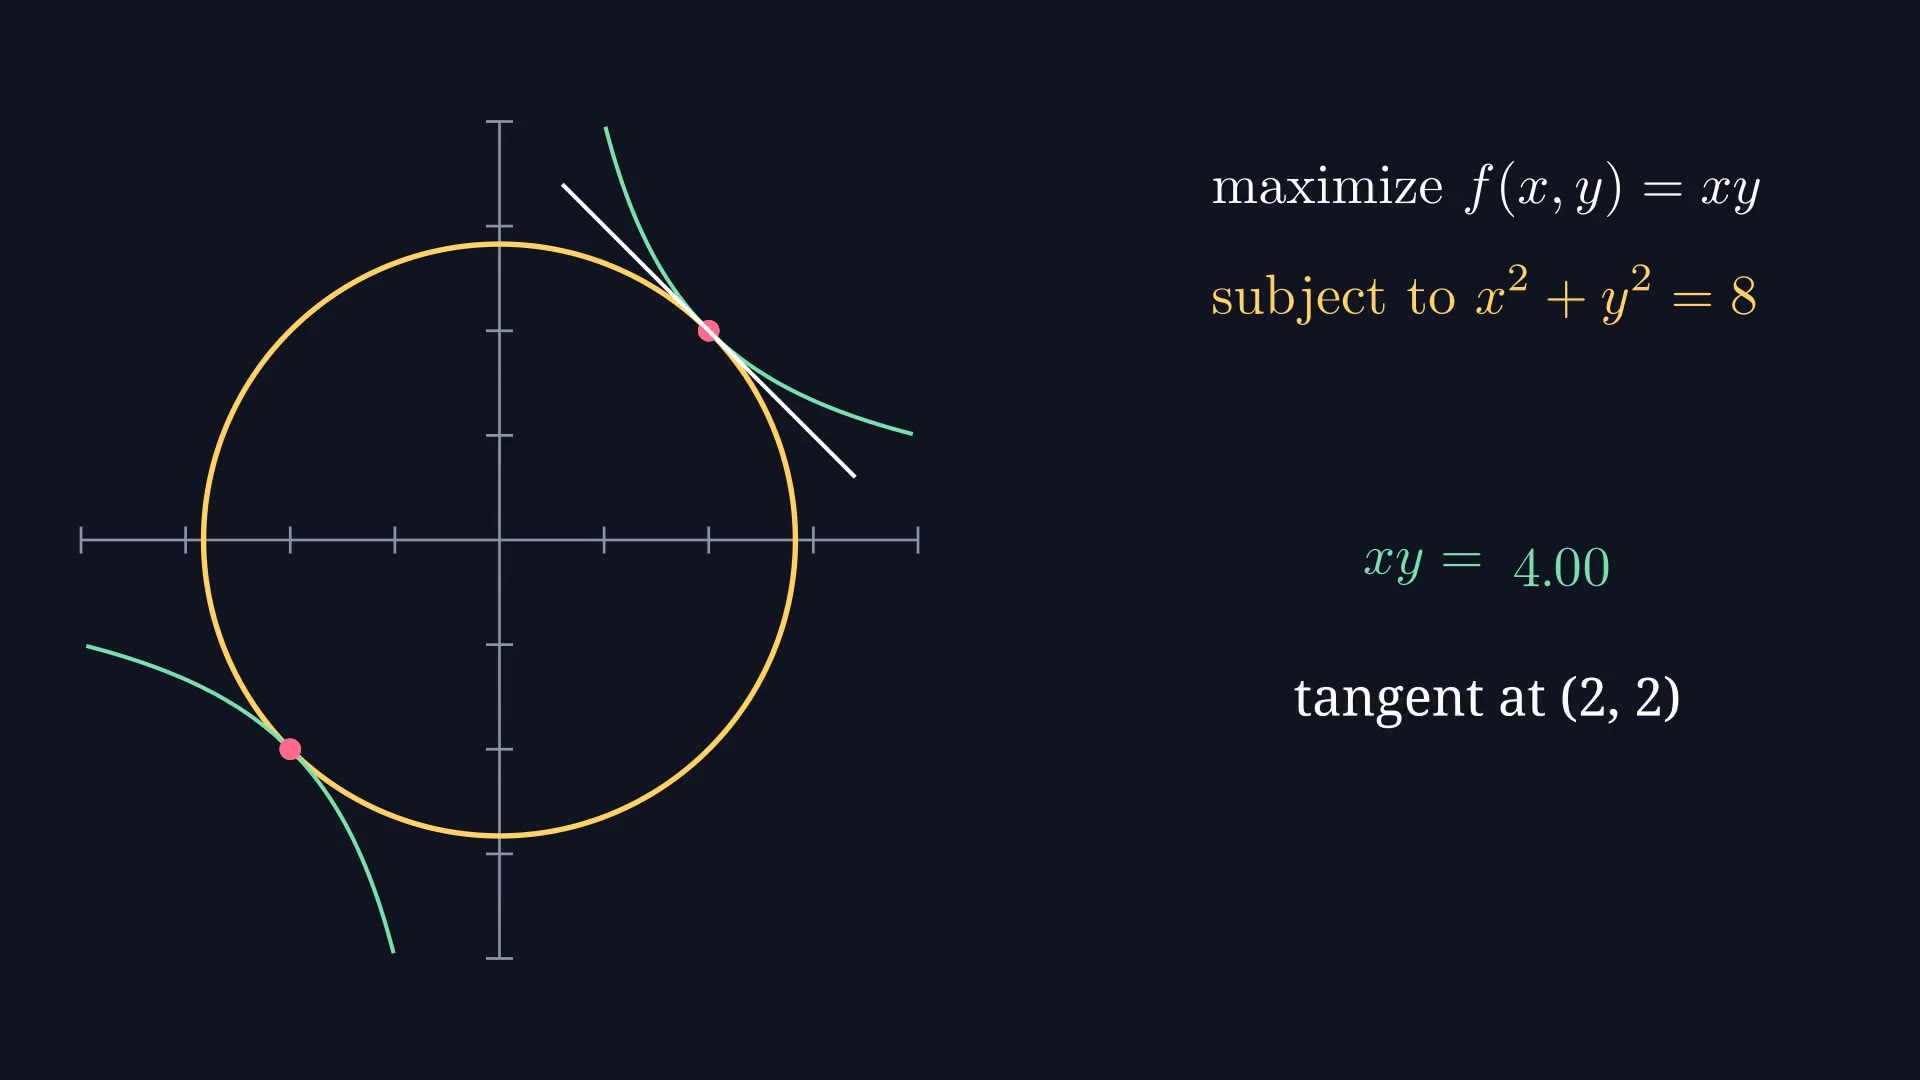 maximize f(x, y) = xy
subject to x² + y² = 8
xy = 4.00
tangent at (2, 2)